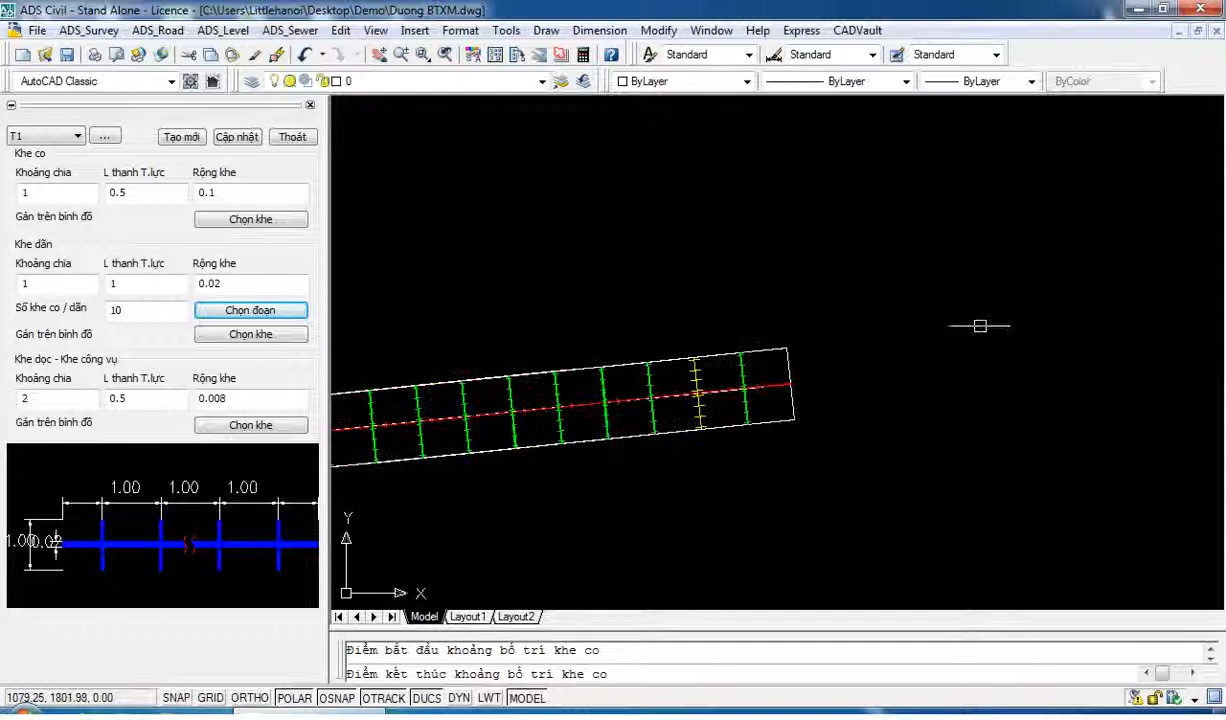 ADS Civil - Stand Alone - Licence - [C:\Users\Littlehanoi\Desktop\Demo\Duong BTXM.dwg]
File ADS_Survey ADS_Road ADS_Level ADS_Sewer Edit View Insert Format Tools Draw Dimension Modify Window Help Express CADVault
Standard Standard Standard
AutoCAD Classic 0 ByLayer ByLayer ByLayer ByColor
T1 ... Tạo mới Cập nhật Thoát
Khe co
Khoảng chia L thanh T.lực Rộng khe
1 0.5 0.1
Gán trên bình đồ Chọn khe
Khe dãn
Khoảng chia L thanh T.lực Rộng khe
1 1 0.02
Số khe co / dãn 10 Chọn đoạn
Gán trên bình đồ Chọn khe
Khe dọc - Khe công vụ
Khoảng chia L thanh T.lực Rộng khe
2 0.5 0.008
Gán trên bình đồ Chọn khe
1.00 1.00 1.00
1.00 0.02
Y
X
Model Layout1 Layout2
Điểm bắt đầu khoảng bố trí khe co
Điểm kết thúc khoảng bố trí khe co
1079.25, 1801.98, 0.00 SNAP GRID ORTHO POLAR OSNAP OTRACK DUCS DYN LWT MODEL